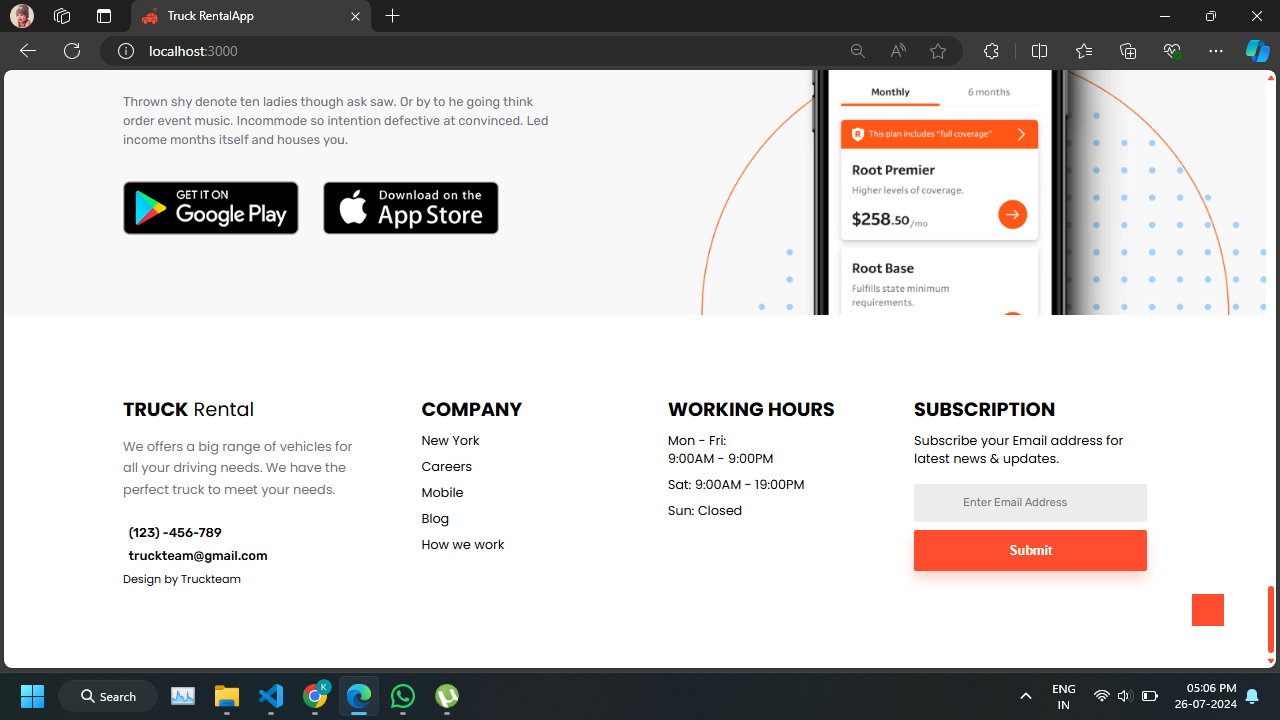 Truck RentalApp
localhost:3000
Thrown shy denote ten ladies though ask saw. Or by to he going think
order event music. Incommode so intention defective at convinced. Led
income months itself and houses you.
GET IT ON
Google Play
Download on the
App Store
Monthly
6 months
This plan includes "full coverage"
Root Premier
Higher levels of coverage.
$258.50/mo
Root Base
Fulfills state minimum
requirements.
TRUCK Rental
We offers a big range of vehicles for
all your driving needs. We have the
perfect truck to meet your needs.
(123) -456-789
truckteam@gmail.com
Design by Truckteam
COMPANY
New York
Careers
Mobile
Blog
How we work
WORKING HOURS
Mon - Fri:
9:00AM - 9:00PM
Sat: 9:00AM - 19:00PM
Sun: Closed
SUBSCRIPTION
Subscribe your Email address for
latest news & updates.
Enter Email Address
Submit
Search
K
ENG
IN
05:06 PM
26-07-2024